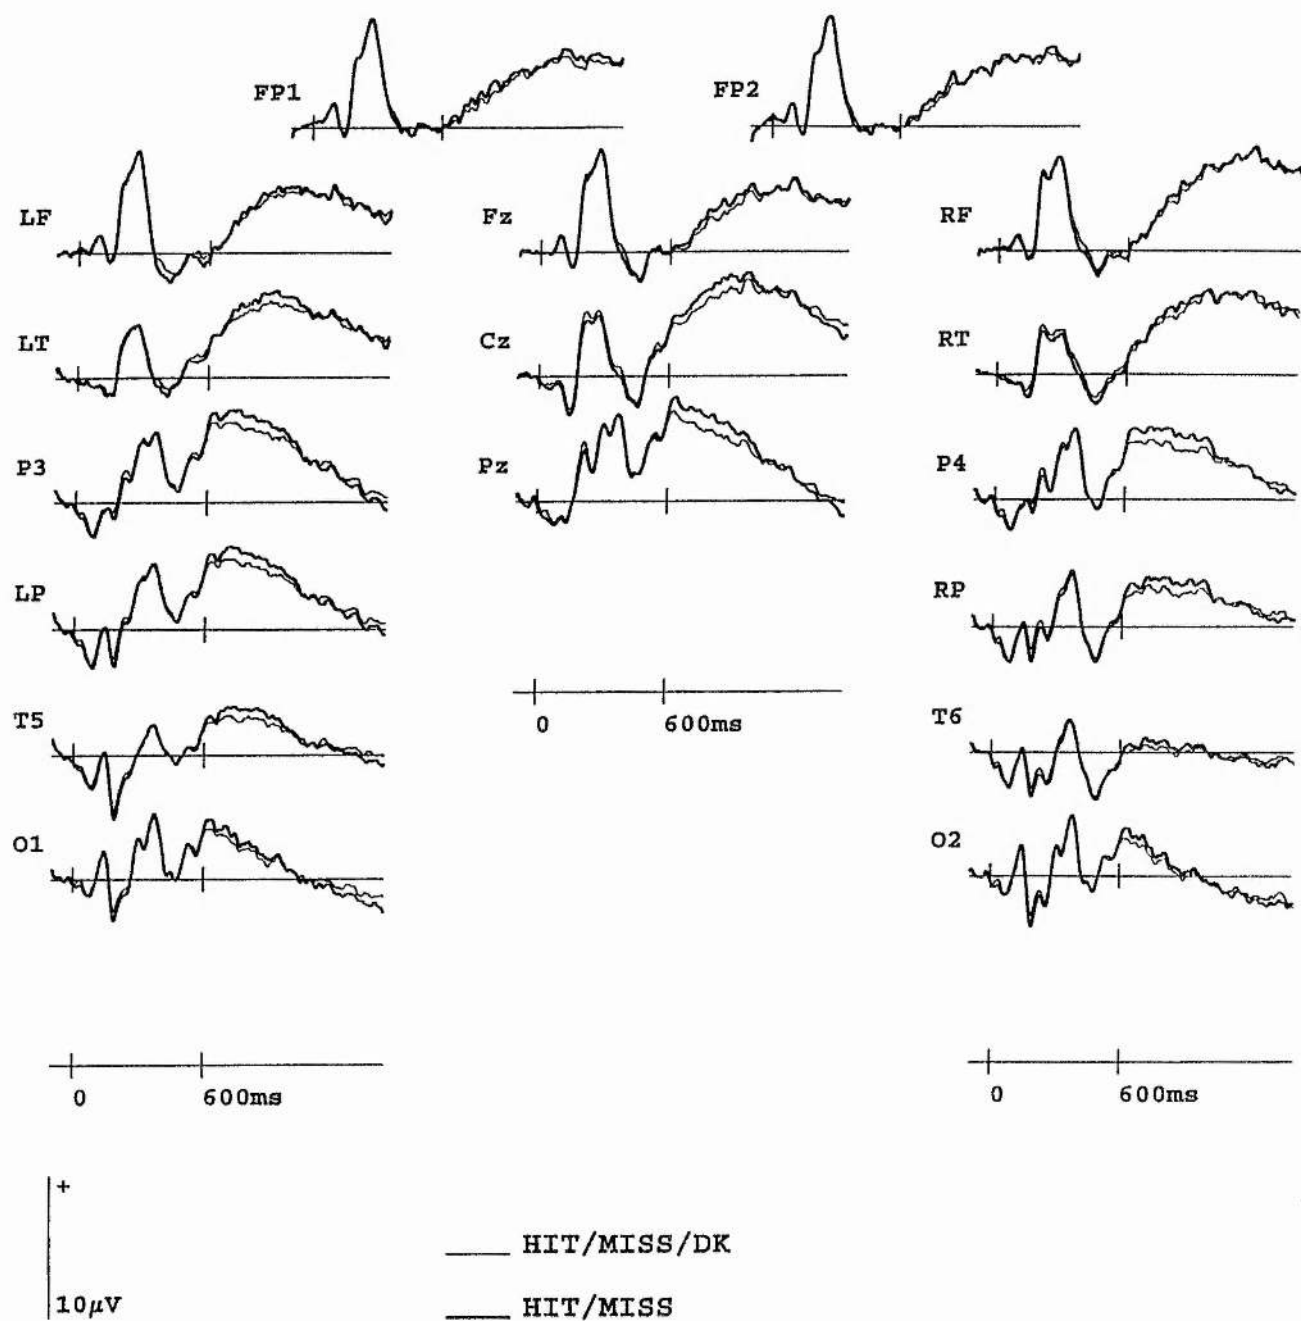 FP1 FP2
LF Fz RF
LT Cz RT
P3 Pz P4
LP RP
0 600ms
T5 T6
O1 O2
0 600ms 0 600ms
+
HIT/MISS/DK
10µV HIT/MISS